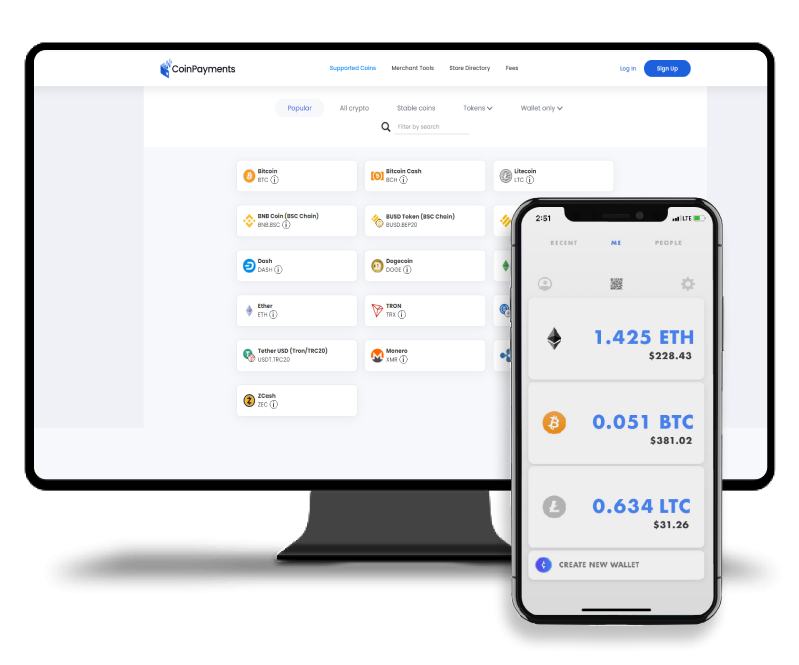 CoinPayments
Supported Coins Merchant Tools Store Directory Fees Log In Sign Up
Popular All crypto Stable coins Tokens Wallet only
Filter by search
Bitcoin
BTC
Bitcoin Cash
BCH
Litecoin
LTC
BNB Coin (BSC Chain)
BNB.BSC
BUSD Token (BSC Chain)
BUSD.BEP20
Dash
DASH
Dogecoin
DOGE
Ether
ETH
TRON
TRX
Tether USD (Tron/TRC20)
USDT.TRC20
Monero
XMR
ZCash
ZEC
2:51 LTE
RECENT ME PEOPLE
1.425 ETH
$228.43
0.051 BTC
$381.02
0.634 LTC
$31.26
CREATE NEW WALLET